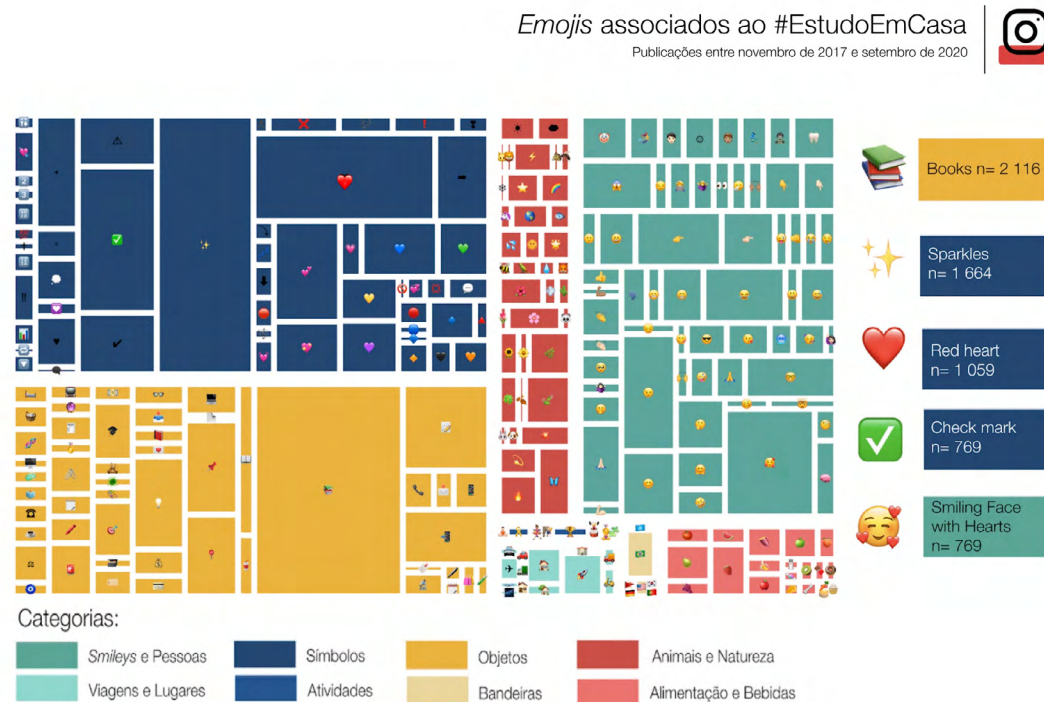 Emojis associados ao #EstudoEmCasa
Publicações entre novembro de 2017 e setembro de 2020
Books n= 2 116
Sparkles
n= 1 664
Red heart
n= 1 059
Check mark
n= 769
Smiling Face
with Hearts
n= 769
Categorias:
Smileys e Pessoas
Símbolos
Objetos
Animais e Natureza
Viagens e Lugares
Atividades
Bandeiras
Alimentação e Bebidas